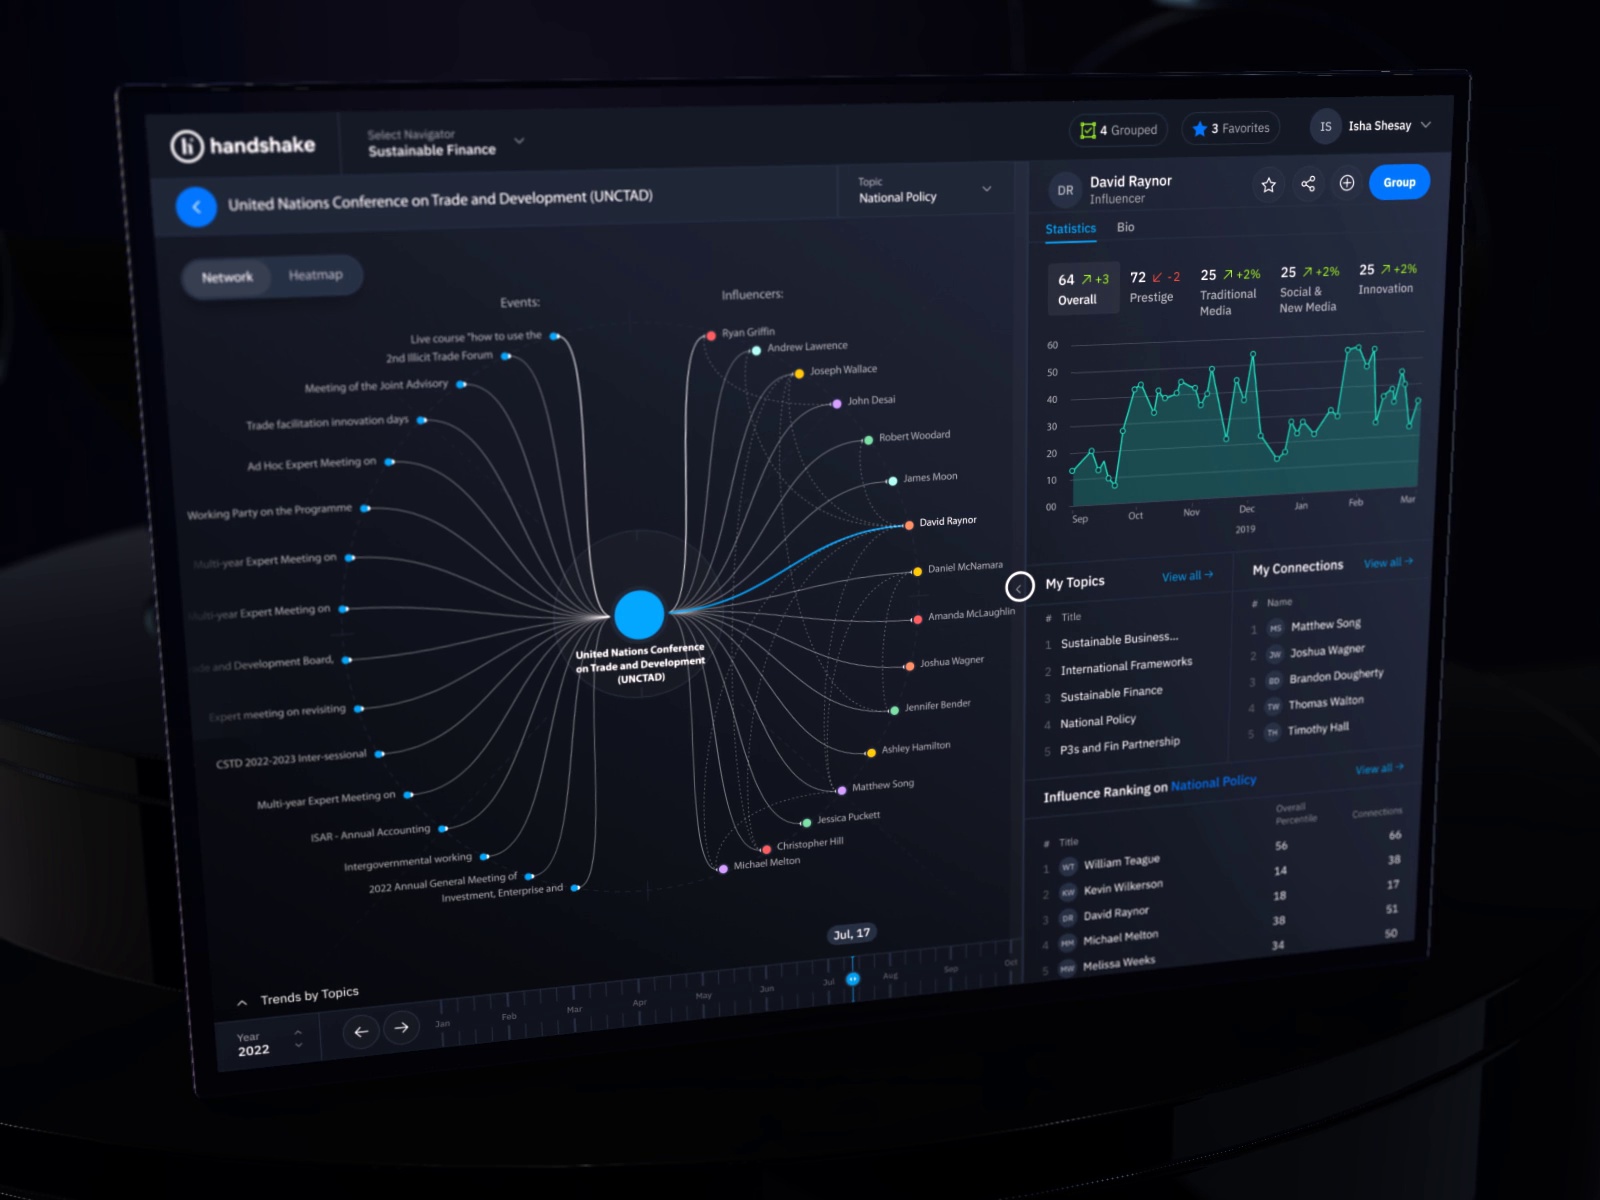 handshake
Select Navigator
Sustainable Finance
4 Grouped
3 Favorites
IS
Isha Shesay
United Nations Conference on Trade and Development (UNCTAD)
Topic
National Policy
Network
Heatmap
Events:
Live course "how to use the
2nd Illicit Trade Forum
Meeting of the Joint Advisory
Trade facilitation innovation days
Ad Hoc Expert Meeting on
Working Party on the Programme
Multi-year Expert Meeting on
Multi-year Expert Meeting on
and Development Board,
Expert meeting on revisiting
CSTD 2022-2023 Inter-sessional
Multi-year Expert Meeting on
ISAR - Annual Accounting
Intergovernmental working
2022 Annual General Meeting of
Investment, Enterprise and
United Nations Conference
on Trade and Development
(UNCTAD)
Influencers:
Ryan Griffin
Andrew Lawrence
Joseph Wallace
John Desai
Robert Woodard
James Moon
David Raynor
Daniel McNamara
Amanda McLaughlin
Joshua Wagner
Jennifer Bender
Ashley Hamilton
Matthew Song
Jessica Puckett
Christopher Hill
Michael Melton
DR
David Raynor
Influencer
Group
Statistics
Bio
64 +3
Overall
72 -2
Prestige
25 +2%
Traditional
Media
25 +2%
Social &
New Media
25 +2%
Innovation
60
50
40
30
20
10
00
Sep Oct Nov Dec Jan Feb Mar
2019
My Topics
View all →
# Title
1 Sustainable Business...
2 International Frameworks
3 Sustainable Finance
4 National Policy
5 P3s and Fin Partnership
My Connections
View all →
# Name
1 MS Matthew Song
2 JW Joshua Wagner
3 BD Brandon Dougherty
4 TW Thomas Walton
5 TH Timothy Hall
Influence Ranking on National Policy
View all →
# Title Overall Percentile Connections
1 WT William Teague 56 66
2 KW Kevin Wilkerson 14 38
3 DR David Raynor 18 17
4 MM Michael Melton 38 51
5 MW Melissa Weeks 34 50
Jul, 17
Trends by Topics
Year
2022
Jan Feb Mar Apr May Jun Jul Aug Sep Oct